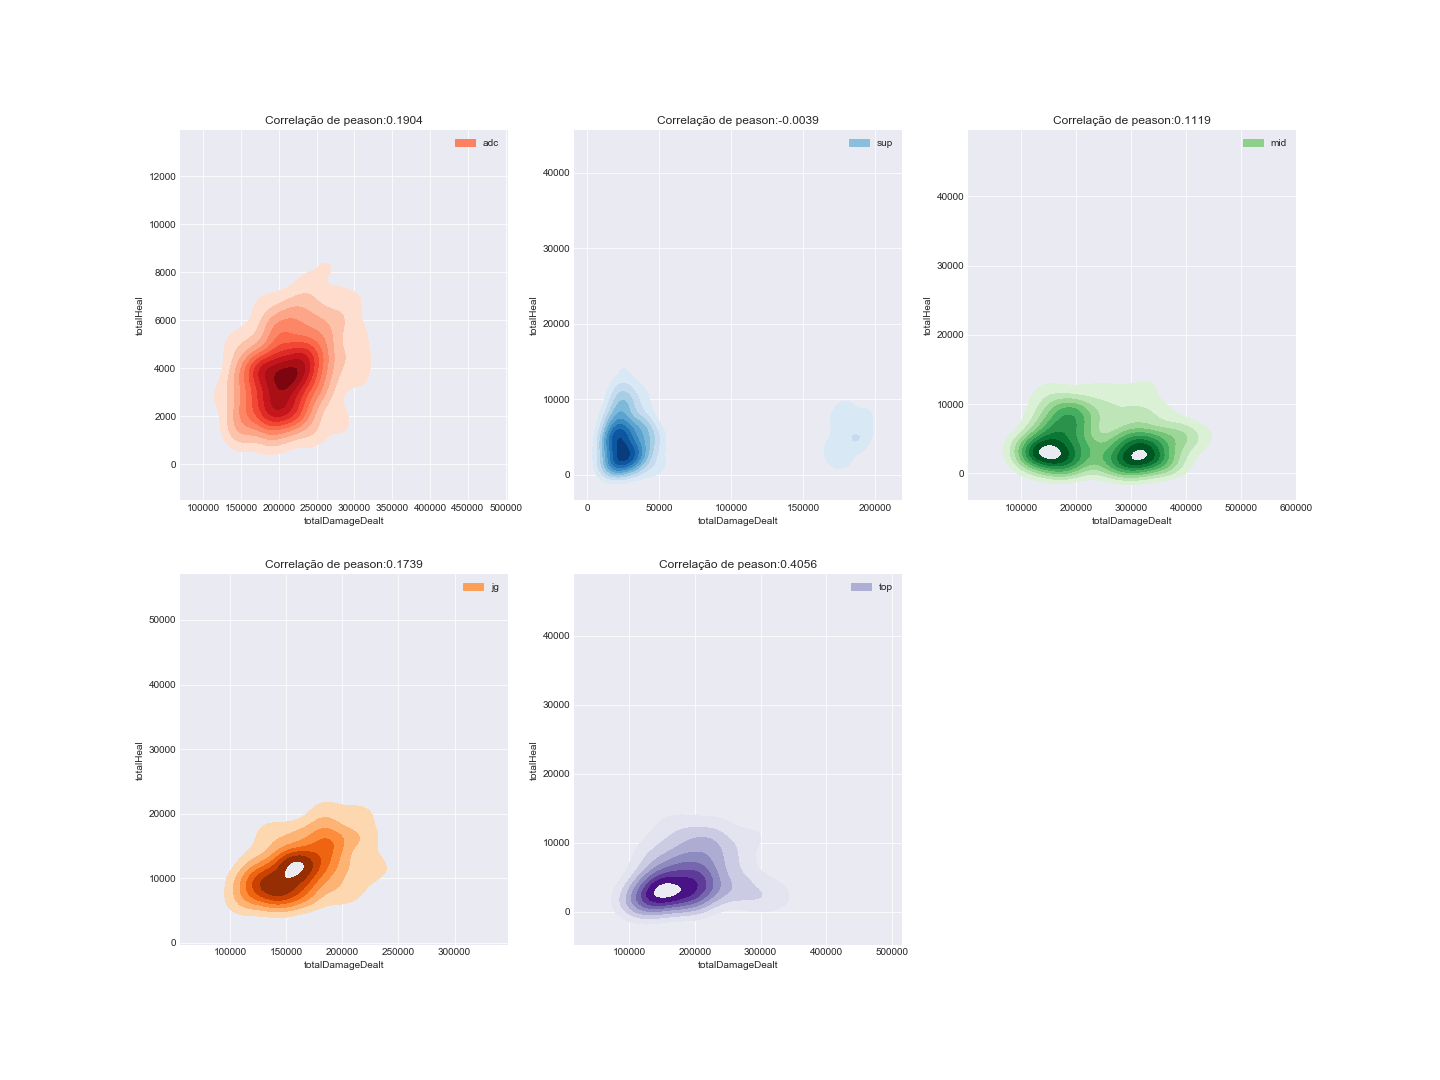 Correlação de peason:0.1904
adc
12000
10000
8000
6000
4000
2000
0
totalHeal
100000 150000 200000 250000 300000 350000 400000 450000 500000
totalDamageDealt
Correlação de peason:-0.0039
sup
40000
30000
20000
10000
0
totalHeal
0 50000 100000 150000 200000
totalDamageDealt
Correlação de peason:0.1119
mid
40000
30000
20000
10000
0
totalHeal
100000 200000 300000 400000 500000 600000
totalDamageDealt
Correlação de peason:0.1739
jg
50000
40000
30000
20000
10000
0
totalHeal
100000 150000 200000 250000 300000
totalDamageDealt
Correlação de peason:0.4056
top
40000
30000
20000
10000
0
totalHeal
100000 200000 300000 400000 500000
totalDamageDealt